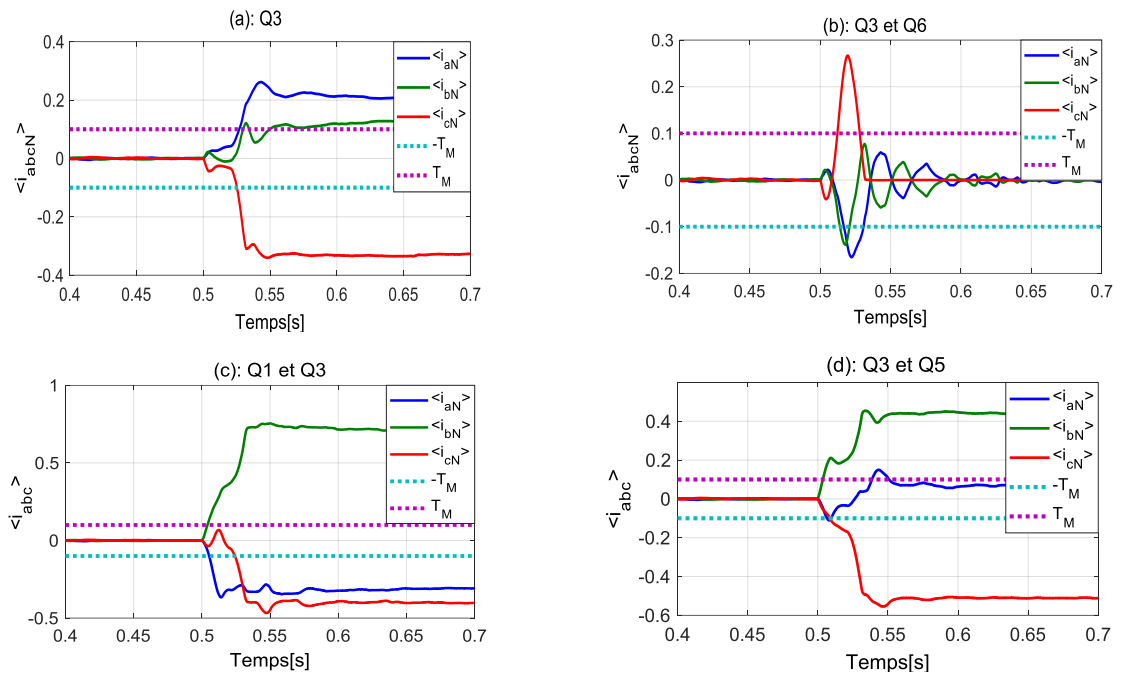 (a): Q3
0.4
0.2
0
-0.2
-0.4
<i_abcN>
<i_aN>
<i_bN>
<i_cN>
-T_M
T_M
0.4 0.45 0.5 0.55 0.6 0.65 0.7
Temps[s]
(b): Q3 et Q6
0.3
0.2
0.1
0
-0.1
-0.2
<i_abcN>
<i_aN>
<i_bN>
<i_cN>
-T_M
T_M
0.4 0.45 0.5 0.55 0.6 0.65 0.7
Temps[s]
(c): Q1 et Q3
1
0.5
0
-0.5
<i_abc>
<i_aN>
<i_bN>
<i_cN>
-T_M
T_M
0.4 0.45 0.5 0.55 0.6 0.65 0.7
Temps[s]
(d): Q3 et Q5
0.4
0.2
0
-0.2
-0.4
-0.6
<i_abc>
<i_aN>
<i_bN>
<i_cN>
-T_M
T_M
0.4 0.45 0.5 0.55 0.6 0.65 0.7
Temps[s]